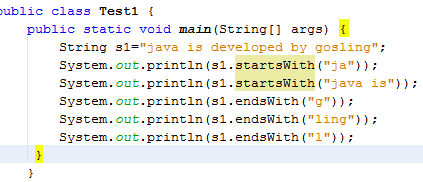 public class Test1 {
public static void main(String[] args) {
String s1="java is developed by gosling";
System.out.println(s1.startsWith("ja"));
System.out.println(s1.startsWith("java is"));
System.out.println(s1.endsWith("g"));
System.out.println(s1.endsWith("ling"));
System.out.println(s1.endsWith("l"));
}
}